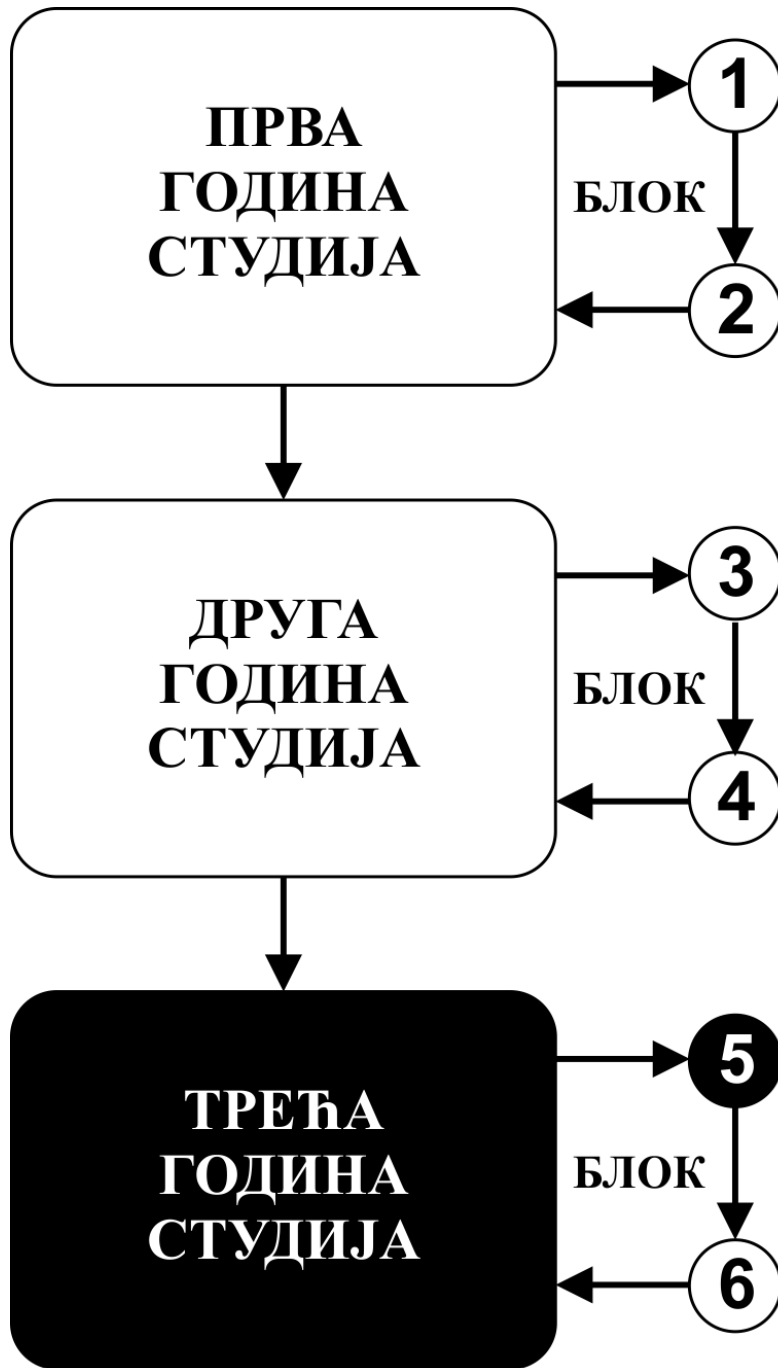 ПРВА
ГОДИНА
СТУДИЈА
1
БЛОК
2
ДРУГА
ГОДИНА
СТУДИЈА
3
БЛОК
4
ТРЕЋА
ГОДИНА
СТУДИЈА
5
БЛОК
6